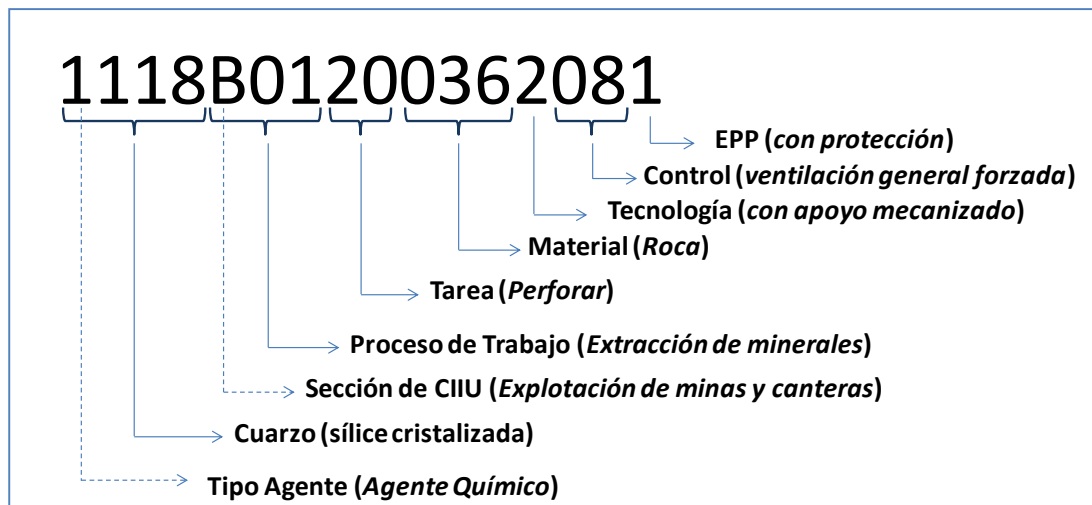 1118B01200362081
EPP (con protección)
Control (ventilación general forzada)
Tecnología (con apoyo mecanizado)
Material (Roca)
Tarea (Perforar)
Proceso de Trabajo (Extracción de minerales)
Sección de CIIU (Explotación de minas y canteras)
Cuarzo (sílice cristalizada)
Tipo Agente (Agente Químico)